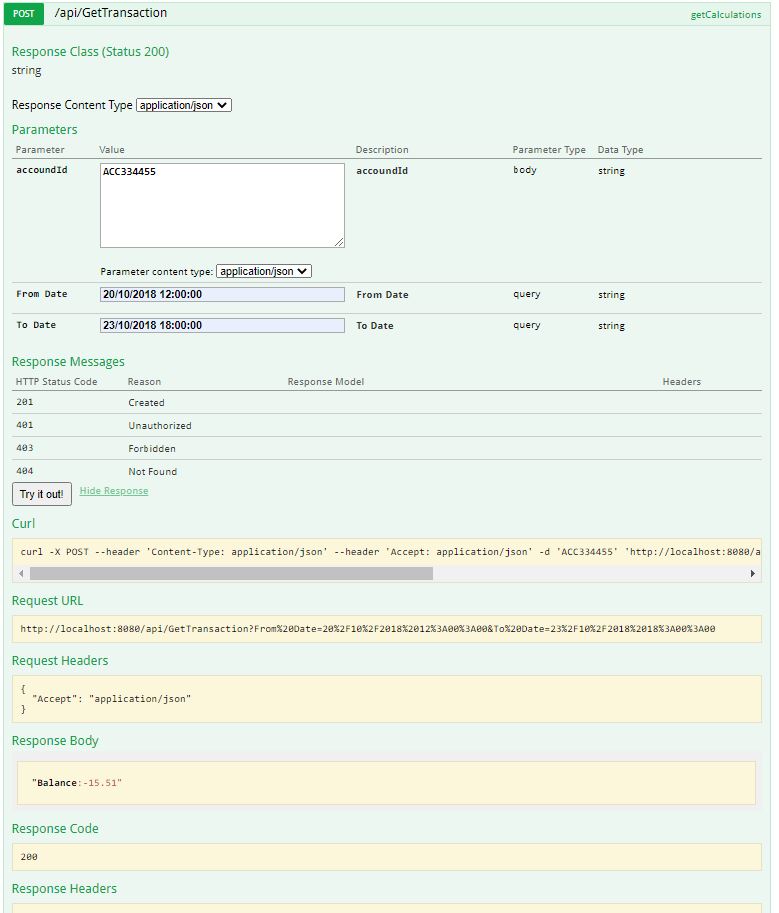 POST /api/GetTransaction getCalculations
Response Class (Status 200)
string
Response Content Type application/json
Parameters
Parameter Value Description Parameter Type Data Type
accoundId ACC334455 accoundId body string
Parameter content type: application/json
From Date 20/10/2018 12:00:00 From Date query string
To Date 23/10/2018 18:00:00 To Date query string
Response Messages
HTTP Status Code Reason Response Model Headers
201 Created
401 Unauthorized
403 Forbidden
404 Not Found
Try it out! Hide Response
Curl
curl -X POST --header 'Content-Type: application/json' --header 'Accept: application/json' -d 'ACC334455' 'http://localhost:8080/a
Request URL
http://localhost:8080/api/GetTransaction?From%20Date=20%2F10%2F2018%2012%3A00%3A00&To%20Date=23%2F10%2F2018%2018%3A00%3A00
Request Headers
{
"Accept": "application/json"
}
Response Body
"Balance:-15.51"
Response Code
200
Response Headers